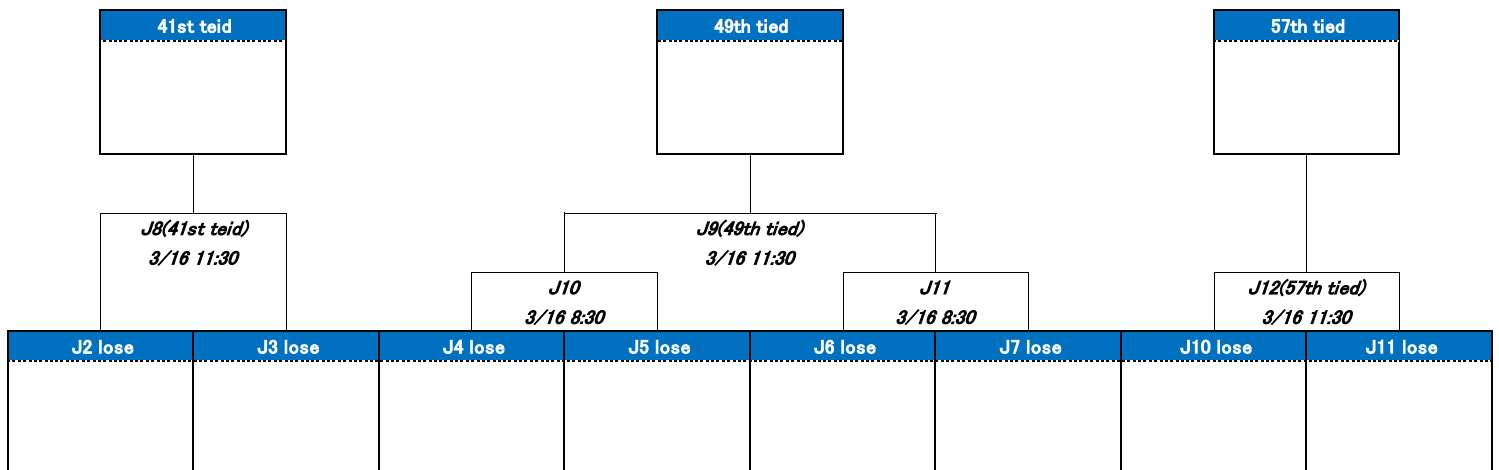 41st teid
49th tied
57th tied
J8(41st teid)
3/16 11:30
J9(49th tied)
3/16 11:30
J10
3/16 8:30
J11
3/16 8:30
J12(57th tied)
3/16 11:30
J2 lose
J3 lose
J4 lose
J5 lose
J6 lose
J7 lose
J10 lose
J11 lose